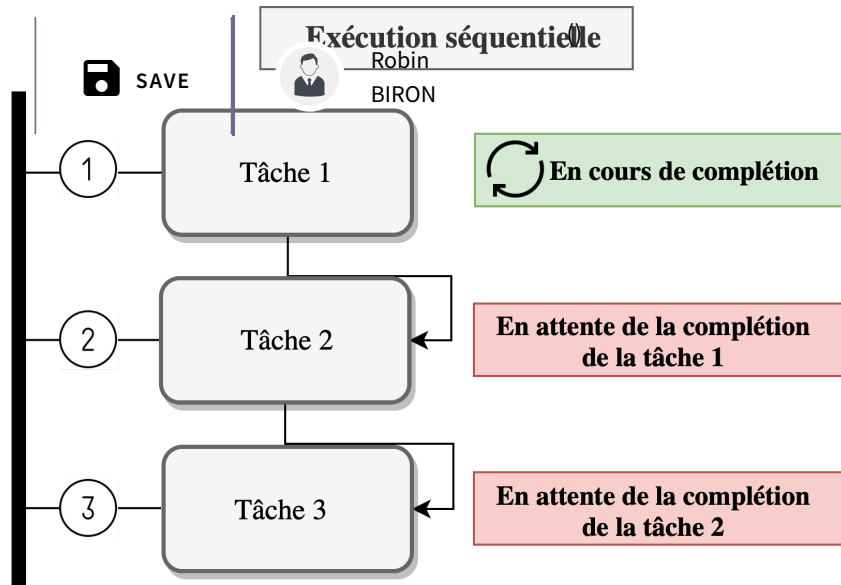 Exécution séquentielle
()
Robin
SAVE
BIRON
1
Tâche 1
En cours de complétion
2
Tâche 2
En attente de la complétion
de la tâche 1
3
Tâche 3
En attente de la complétion
de la tâche 2